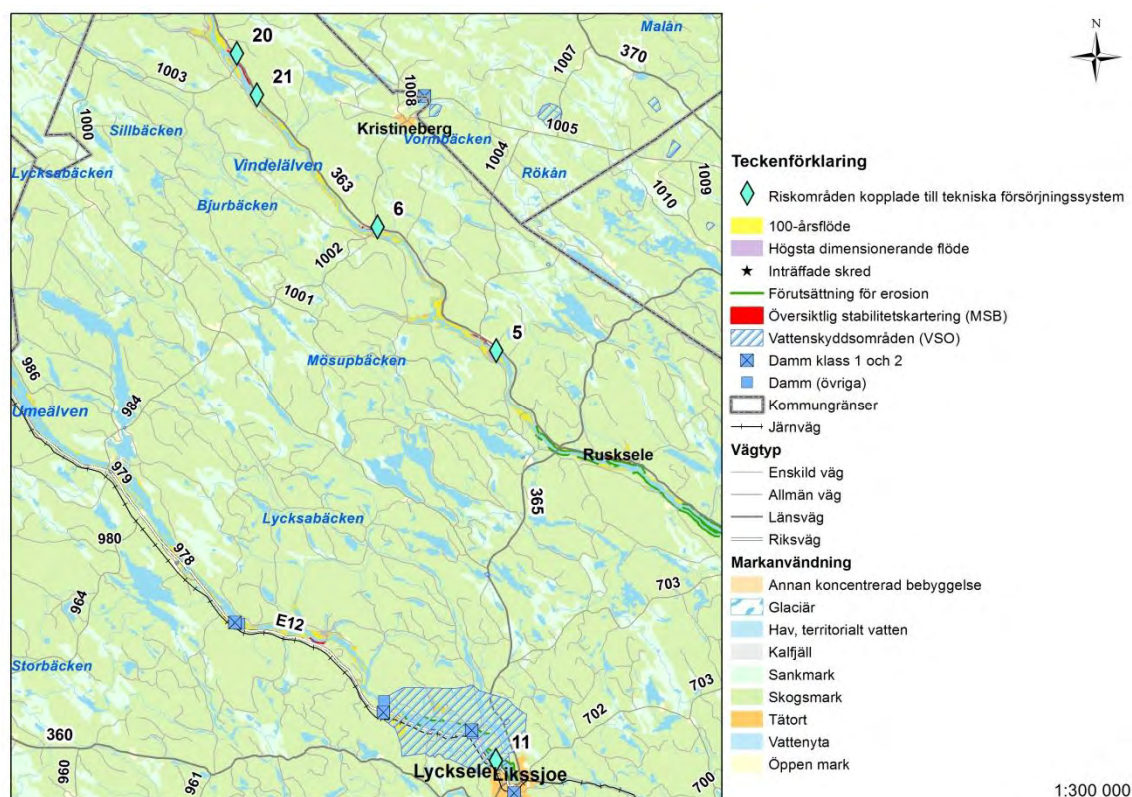 20
1003
21
1000
Sillbäcken
Lycksabäcken
Vindelälven
363
Bjurbäcken
6
1002
1001
Malån
1007
370
1008
Kristineberg
Vormbäcken
1005
1004
Rökån
1009
1010
5
Mösupbäcken
986
984
Umeälven
979
Rusksele
365
Lycksabäcken
980
978
964
703
E12
Storbäcken
703
702
360
960
961
11
Lycksele
Likssjoe
700
N
Teckenförklaring
Riskområden kopplade till tekniska försörjningssystem
100-årsflöde
Högsta dimensionerande flöde
Inträffade skred
Förutsättning för erosion
Översiktlig stabilitetskartering (MSB)
Vattenskyddsområden (VSO)
Damm klass 1 och 2
Damm (övriga)
Kommungränser
Järnväg
Vägtyp
Enskild väg
Allmän väg
Länsväg
Riksväg
Markanvändning
Annan koncentrerad bebyggelse
Glaciär
Hav, territorialt vatten
Kalfjäll
Sankmark
Skogsmark
Tätort
Vattenyta
Öppen mark
1:300 000